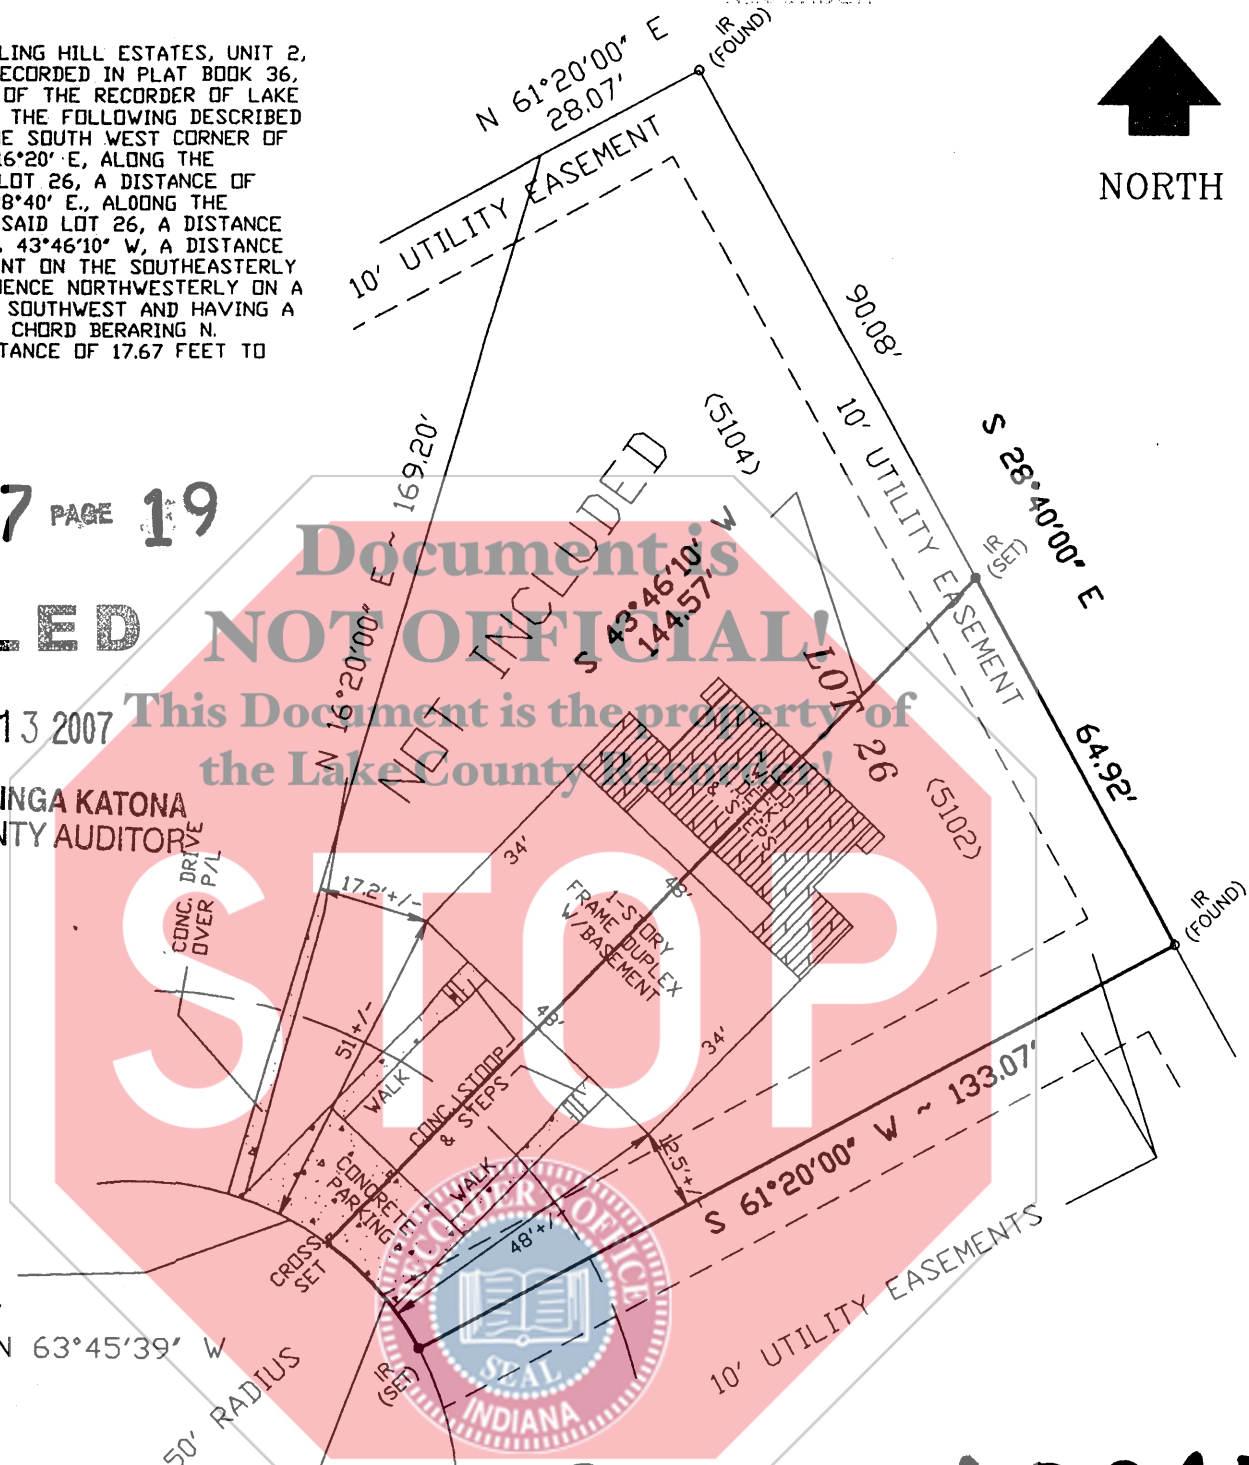 LING HILL ESTATES, UNIT 2,
ECORDED IN PLAT BOOK 36,
OF THE RECORDER OF LAKE
THE FOLLOWING DESCRIBED
E SOUTH WEST CORNER OF
16°20' E, ALONG THE
LOT 26, A DISTANCE OF
8°40' E., ALOONG THE
SAID LOT 26, A DISTANCE
. 43°46'10" W, A DISTANCE
NT ON THE SOUTHEASTERLY
HENCE NORTHWESTERLY ON A
SOUTHWEST AND HAVING A
CHORD BERARING N.
TANCE OF 17.67 FEET TO
N 61°20'00" E
28.07'
IR
(FOUND)
NORTH
10' UTILITY EASEMENT
90.08'
10' UTILITY EASEMENT
(5104)
S 28°40'00" E
IR
(SET)
N 16°20'00" E ~ 169.20'
NOT INCLUDED
S 43°46'10" W
144.57'
7 PAGE 19
LED
13 2007
INGA KATONA
NTY AUDITOR
Document is
NOT OFFICIAL!
This Document is the property of
the Lake County Recorder!
STOP
LOT 26
(5102)
64.92'
IR
(FOUND)
WOOD
DECK
& STEPS
CONC. DRIVE
OVER P/L
17.2'+/-
34'
48'
1-STORY
FRAME DUPLEX
W/BASEMENT
48'
34'
51'+/-
WALK
CONC. STOOP
& STEPS
WALK
CONCRETE
PARKING
12.5'+/-
48'+/-
S 61°20'00" W ~ 133.07'
10' UTILITY EASEMENTS
CROSS
SET
IR
(SET)
N 63°45'39" W
50' RADIUS
RECORDER'S OFFICE
SEAL
INDIANA